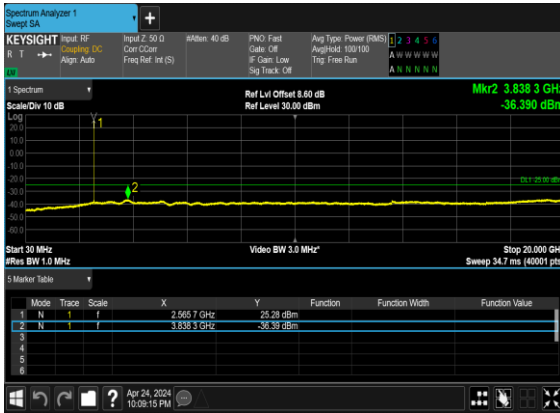 Spectrum Analyzer 1
Swept SA
+
KEYSIGHT Input: RF Input Z: 50 Ω #Atten: 40 dB PNO: Fast Avg Type: Power (RMS) 1 2 3 4 5 6
R T Coupling: DC Corr CCorr Gate: Off Avg|Hold: 100/100 A W W W W W
Align: Auto Freq Ref: Int (S) IF Gain: Low Trig: Free Run
Sig Track: Off A N N N N N
1 Spectrum
Scale/Div 10 dB Ref Lvl Offset 8.60 dB Mkr2 3.838 3 GHz
Ref Level 30.00 dBm -36.390 dBm
Log
20.0
10.0
0.00
-10.0
-20.0
-30.0
-40.0
-50.0
-60.0
1
2
DL1 -25.00 dBm
Start 30 MHz Video BW 3.0 MHz* Stop 20.000 GH
#Res BW 1.0 MHz Sweep 34.7 ms (40001 pts
5 Marker Table
Mode Trace Scale X Y Function Function Width Function Value
1 N 1 f 2.565 7 GHz 25.28 dBm
2 N 1 f 3.838 3 GHz -36.39 dBm
3
4
5
6
? Apr 24, 2024
10:09:15 PM